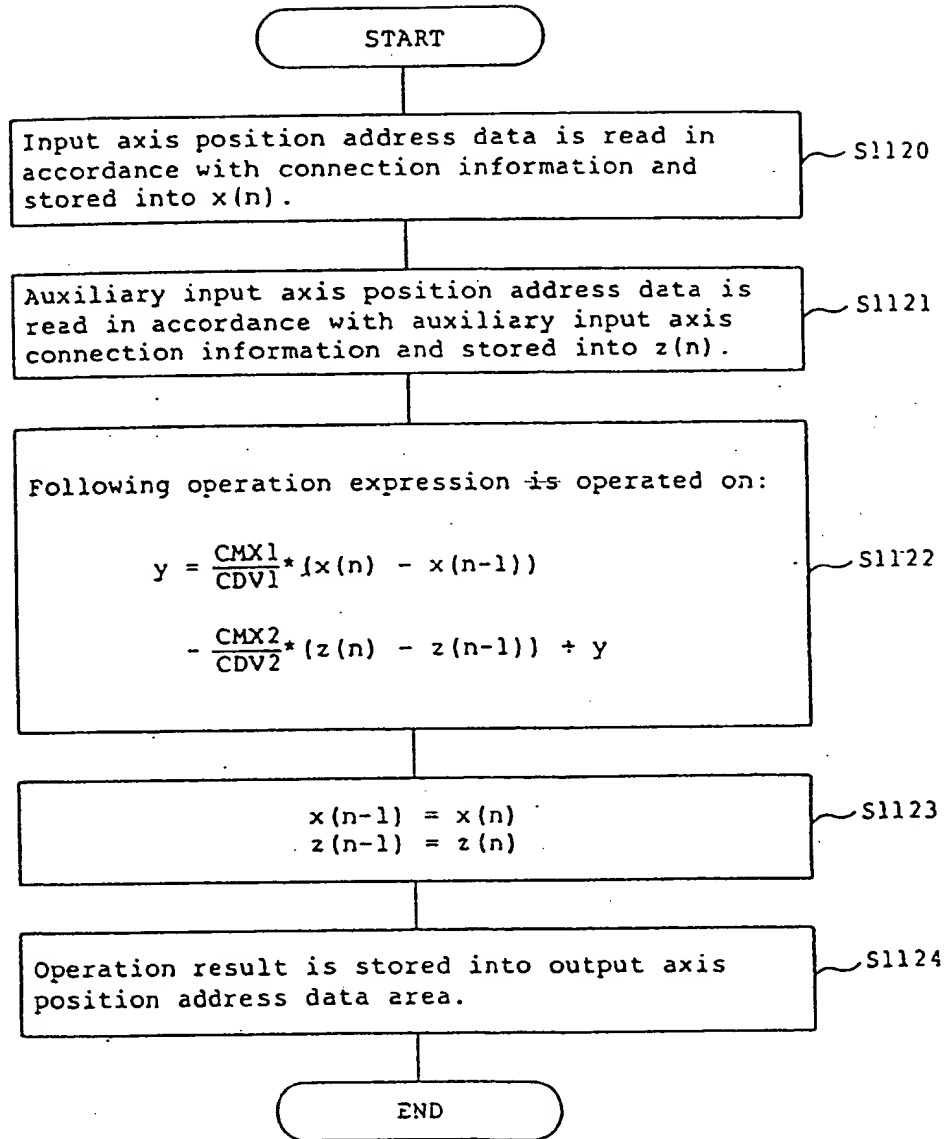 START
Input axis position address data is read in
accordance with connection information and
stored into x(n).
S1120
Auxiliary input axis position address data is
read in accordance with auxiliary input axis
connection information and stored into z(n).
S1121
Following operation expression is operated on:
y = CMX1/CDV1*(x(n) - x(n-1))
- CMX2/CDV2*(z(n) - z(n-1)) + y
S1122
x(n-1) = x(n)
z(n-1) = z(n)
S1123
Operation result is stored into output axis
position address data area.
S1124
END